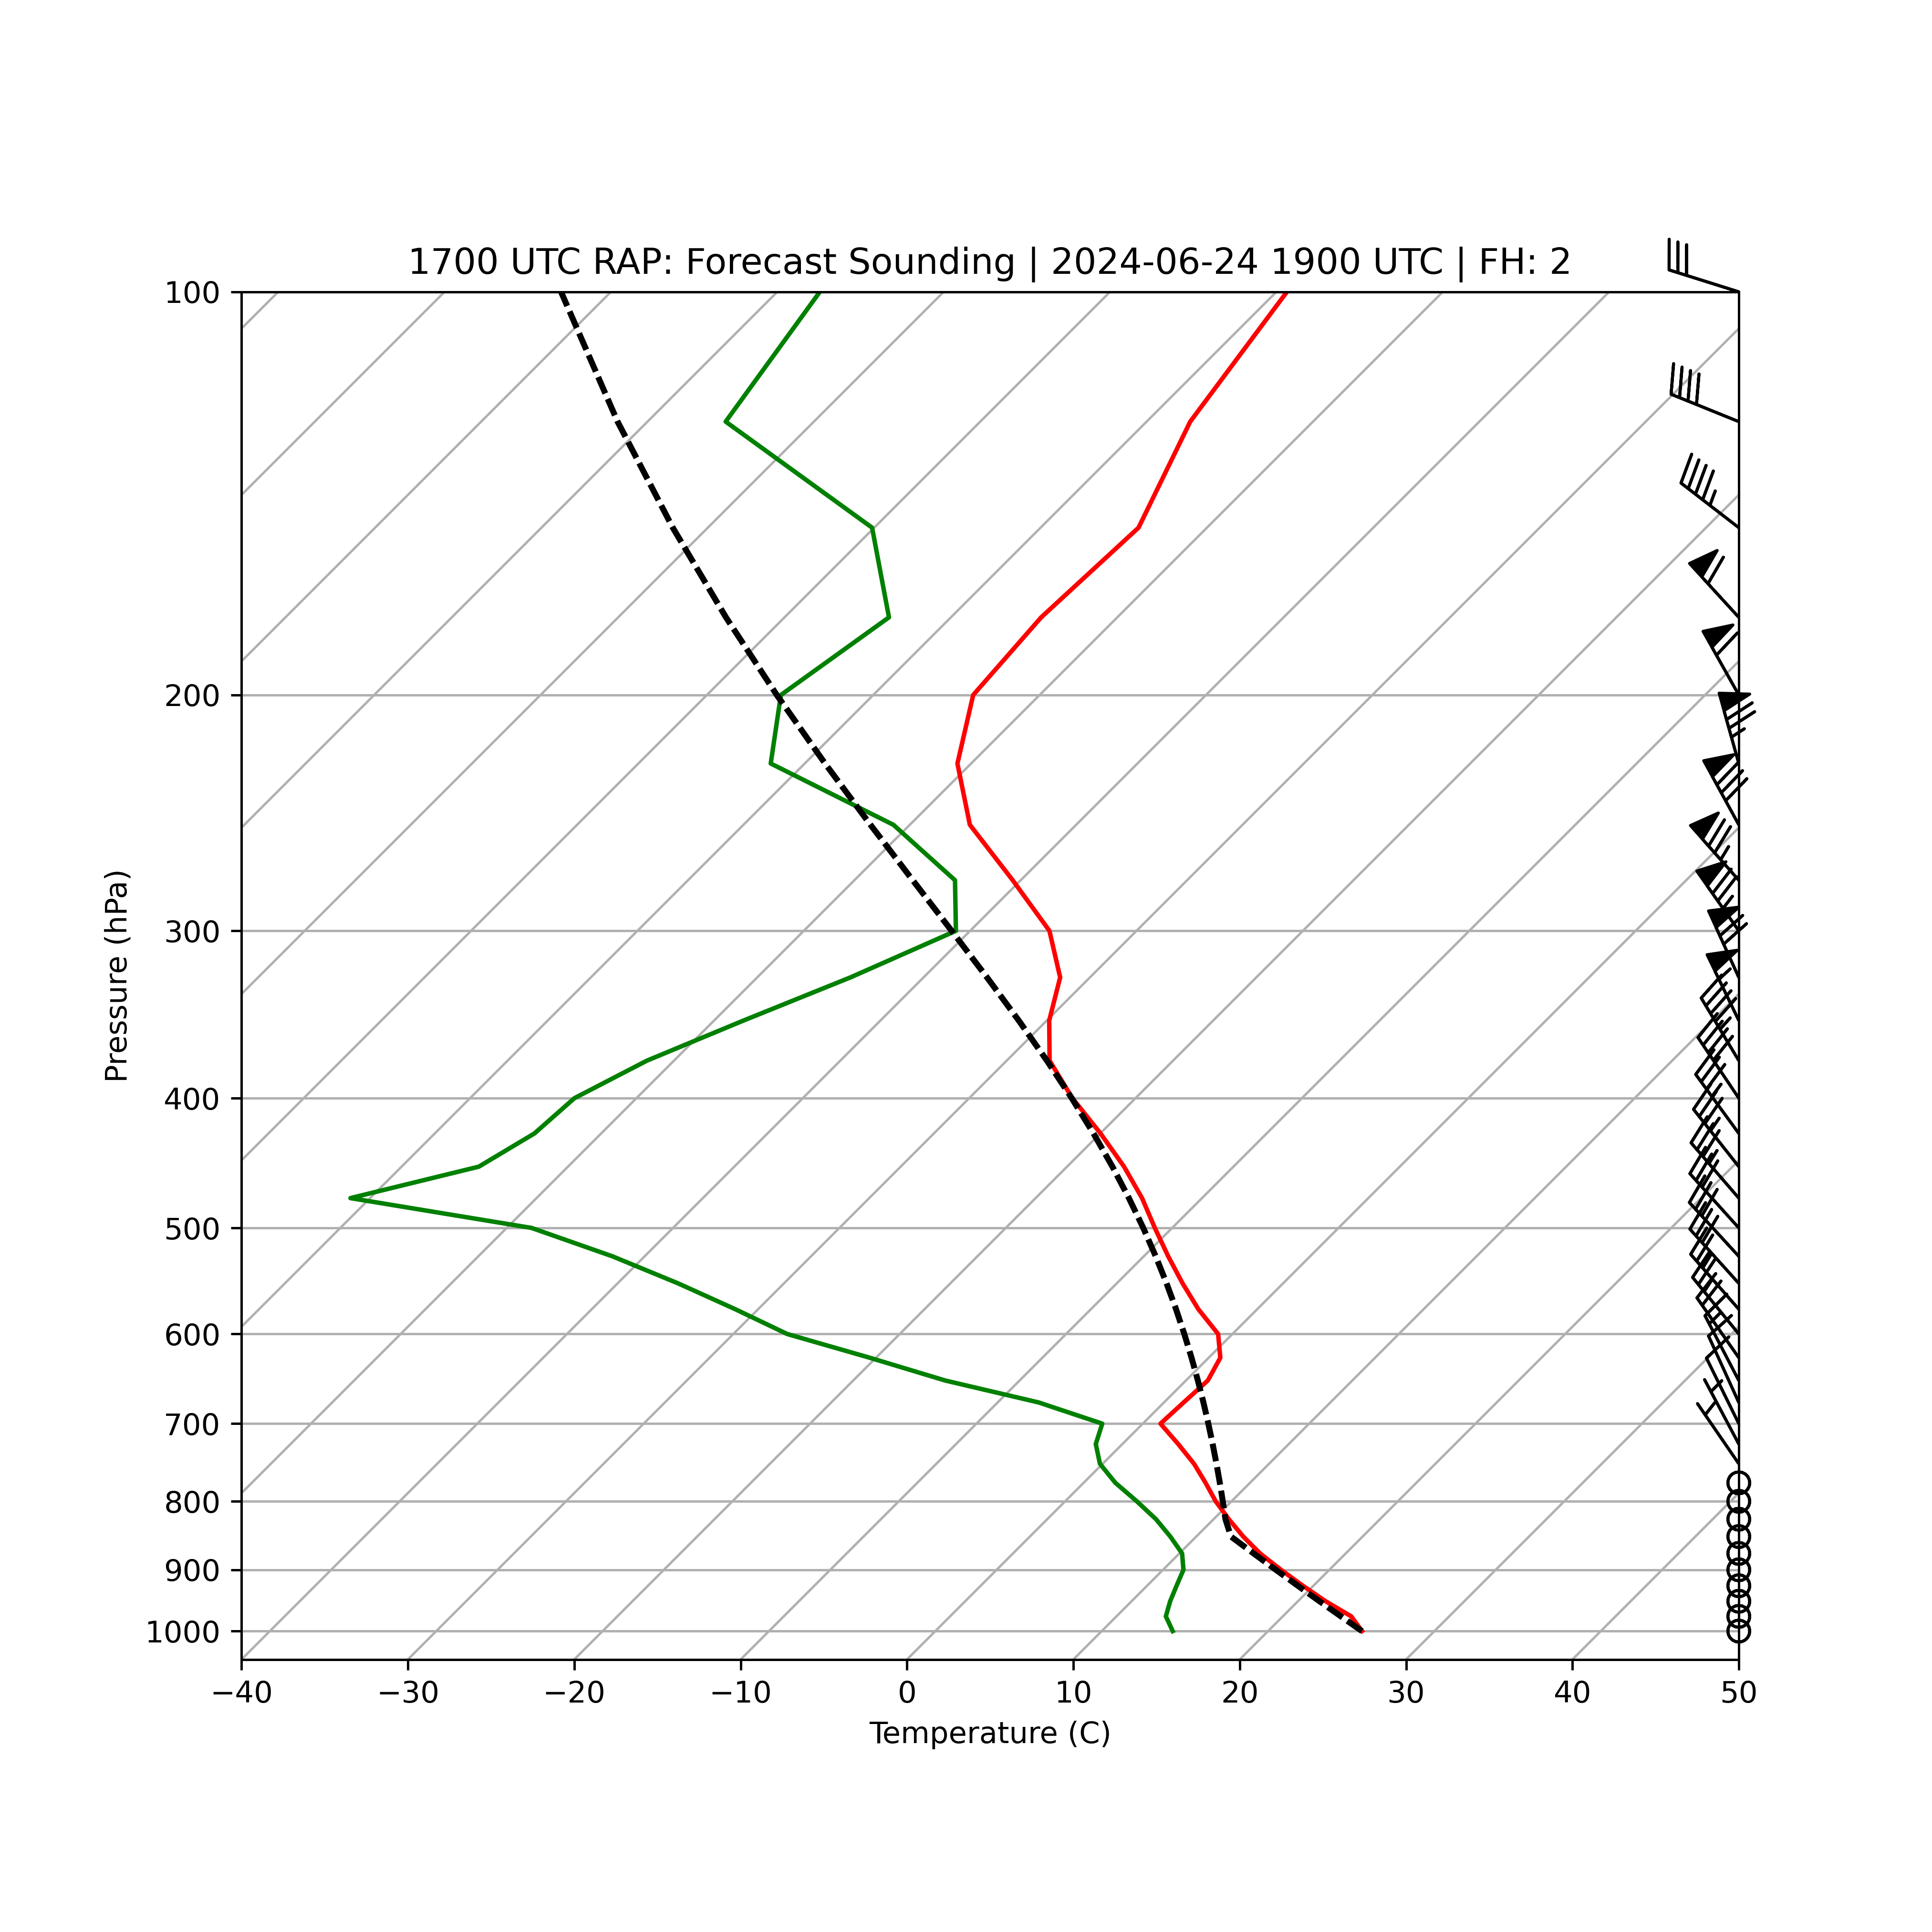 1700 UTC RAP: Forecast Sounding | 2024-06-24 1900 UTC | FH: 2
100
200
300
400
500
600
700
800
900
1000
Pressure (hPa)
−40 −30 −20 −10 0 10 20 30 40 50
Temperature (C)